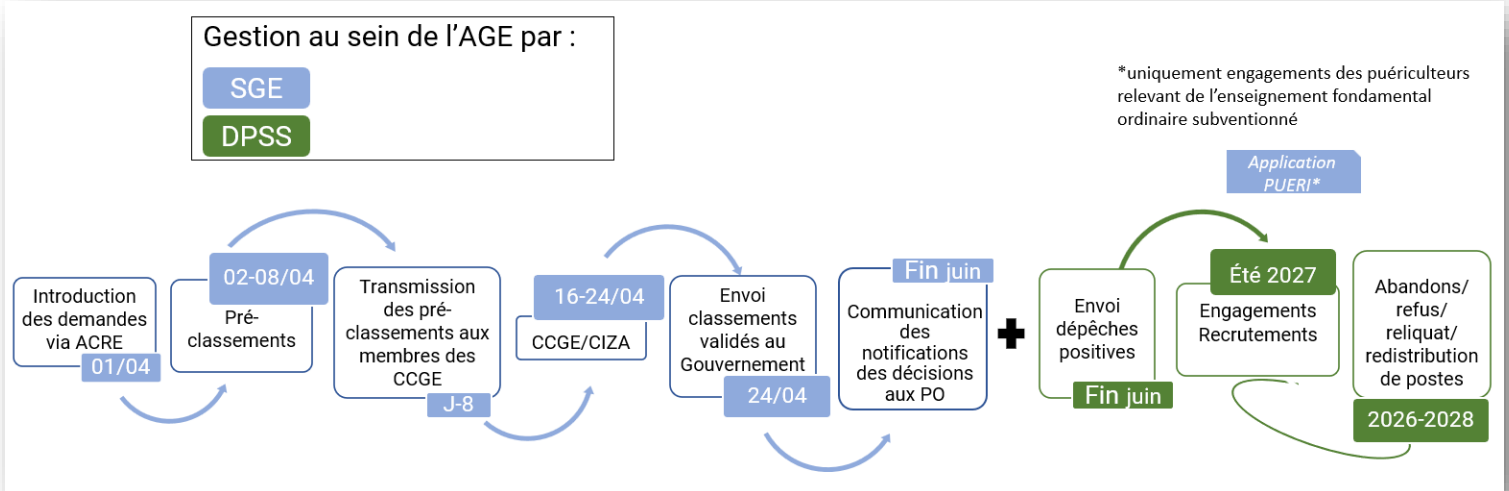 Gestion au sein de l’AGE par :
SGE
DPSS
*uniquement engagements des puériculteurs
relevant de l’enseignement fondamental
ordinaire subventionné
Application
PUERI*
Introduction
des demandes
via ACRE
01/04
02-08/04
Pré-
classements
Transmission
des pré-
classements aux
membres des
CCGE
J-8
16-24/04
CCGE/CIZA
Envoi
classements
validés au
Gouvernement
24/04
Fin juin
Communication
des
notifications
des décisions
aux PO
Envoi
dépêches
positives
Fin juin
Été 2027
Engagements
Recrutements
Abandons/
refus/
reliquat/
redistribution
de postes
2026-2028